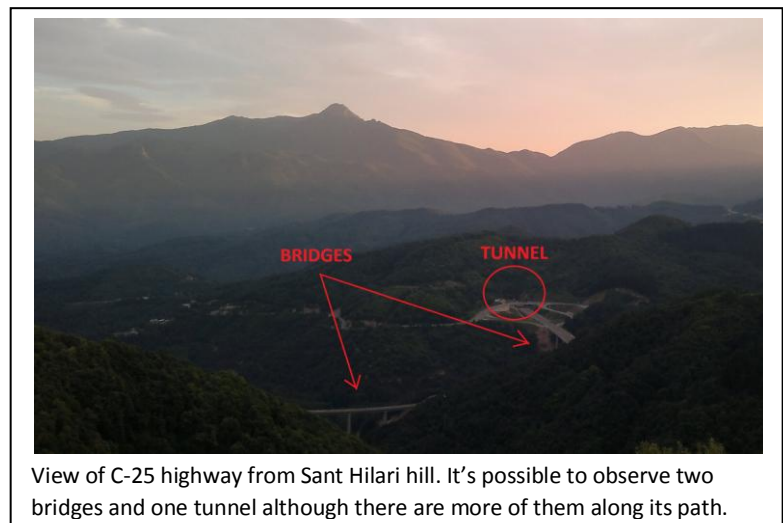 BRIDGES
TUNNEL
View of C-25 highway from Sant Hilari hill. It’s possible to observe two
bridges and one tunnel although there are more of them along its path.